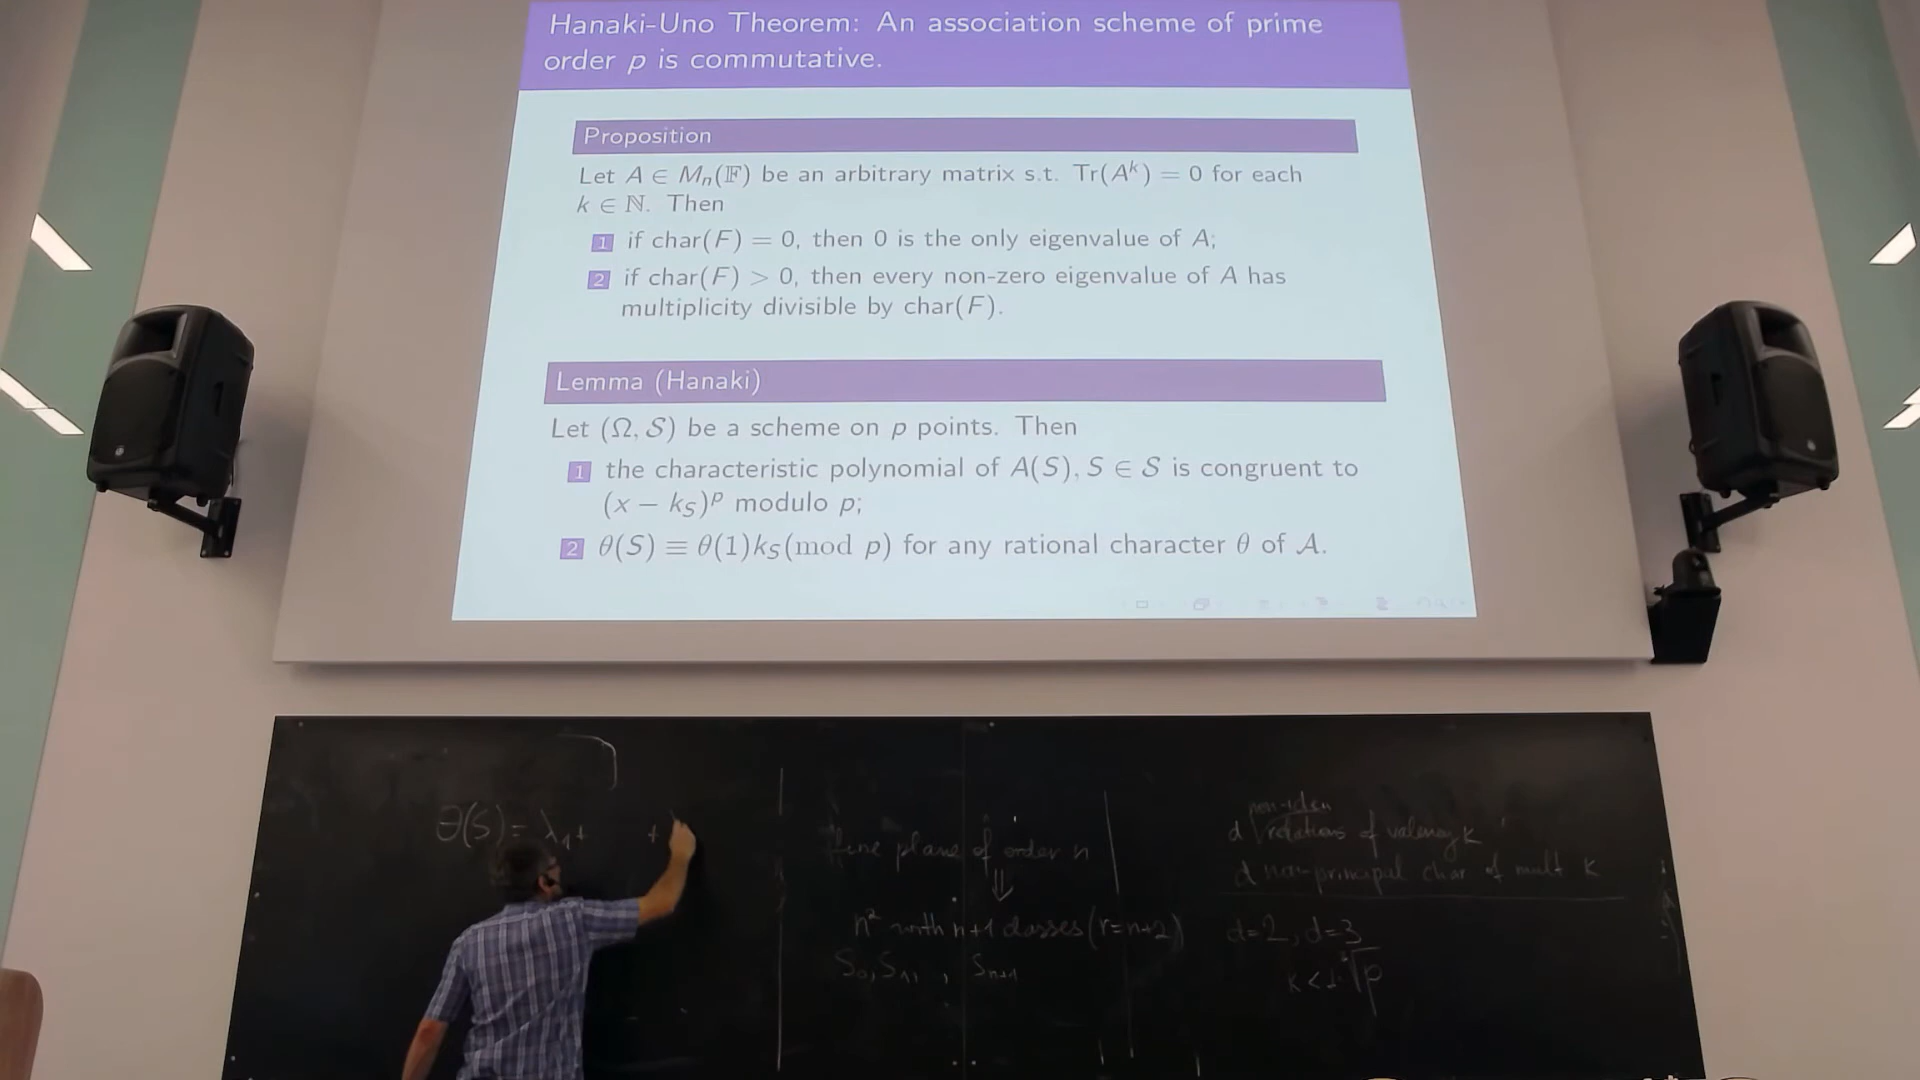 Hanaki-Uno Theorem: An association scheme of prime
order p is commutative.
Proposition
Let A ∈ Mₙ(𝔽) be an arbitrary matrix s.t. Tr(Aᵏ) = 0 for each
k ∈ ℕ. Then
1 if char(F) = 0, then 0 is the only eigenvalue of A;
2 if char(F) > 0, then every non-zero eigenvalue of A has
multiplicity divisible by char(F).
Lemma (Hanaki)
Let (Ω, 𝒮) be a scheme on p points. Then
1 the characteristic polynomial of A(S), S ∈ 𝒮 is congruent to
(x − k_S)ᵖ modulo p;
2 θ(S) ≡ θ(1)k_S(mod p) for any rational character θ of 𝒜.
θ(S) = λ₁ + +
plane of order n
⇓
n² with n+1 classes (r=n+2)
S₀, S₁, , Sₙ₊₁
non-iden
d relations of valency k
d non-principal char of mult k
d=2, d=3